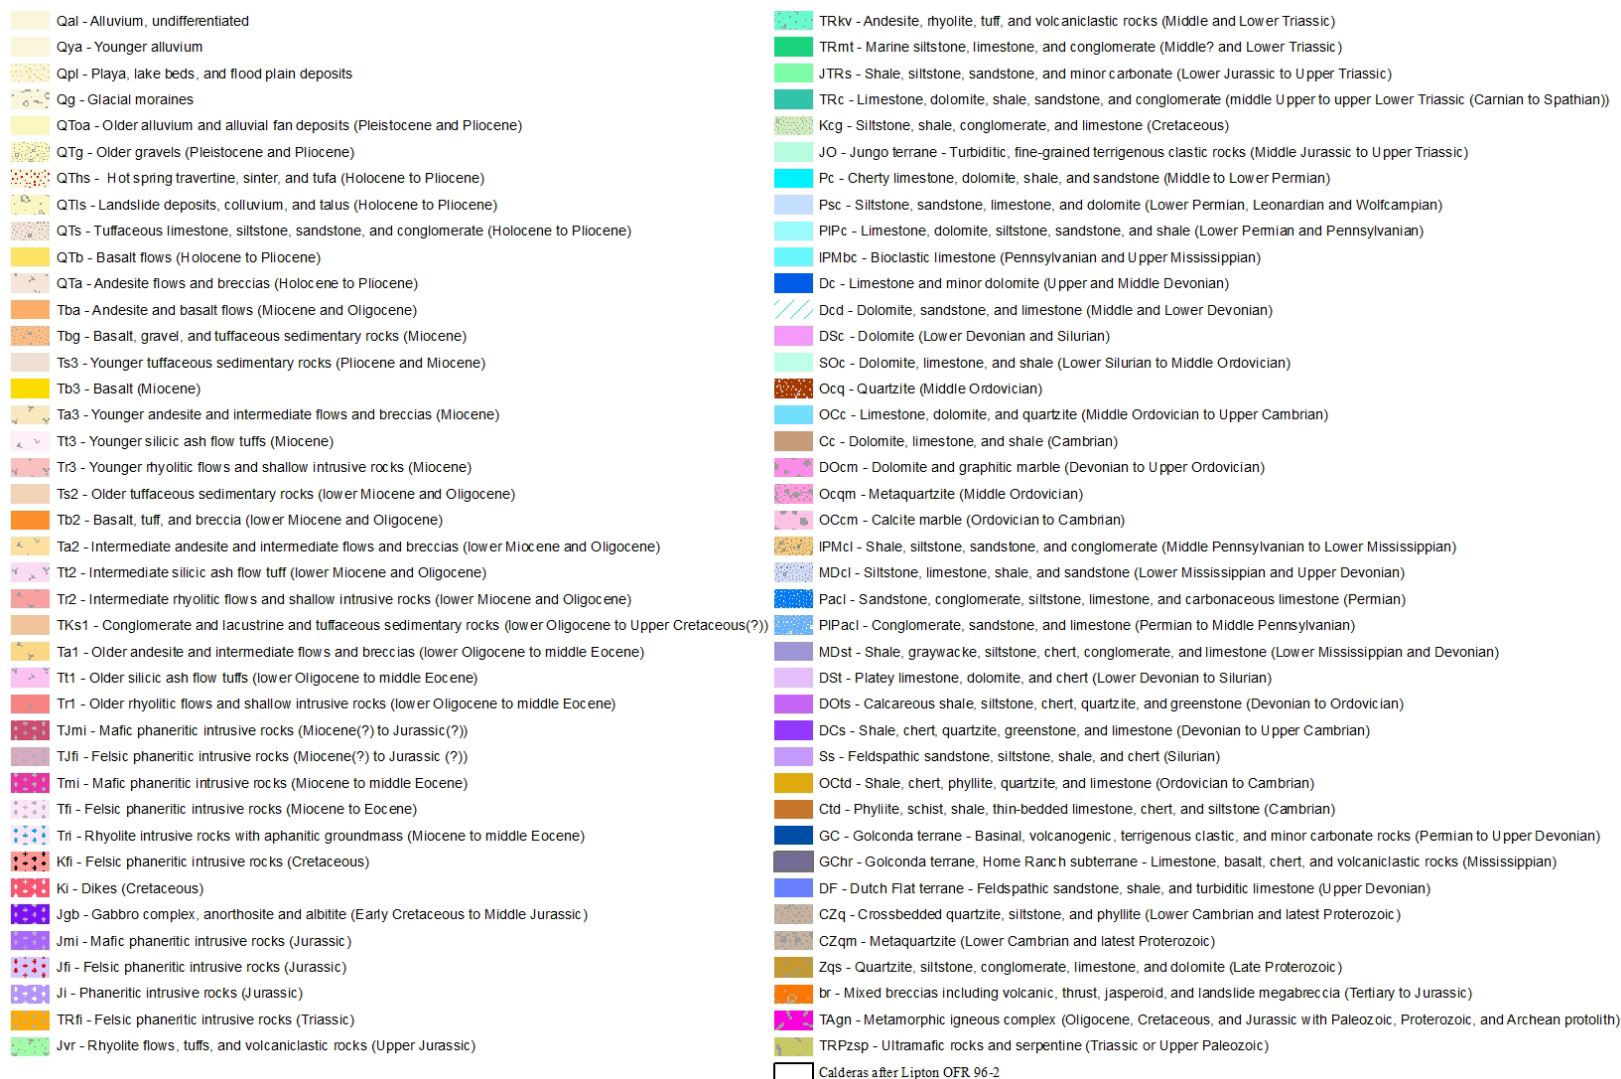 Qal - Alluvium, undifferentiated
Qya - Younger alluvium
Qpl - Playa, lake beds, and flood plain deposits
Qg - Glacial moraines
QToa - Older alluvium and alluvial fan deposits (Pleistocene and Pliocene)
QTg - Older gravels (Pleistocene and Pliocene)
QThs - Hot spring travertine, sinter, and tufa (Holocene to Pliocene)
QTls - Landslide deposits, colluvium, and talus (Holocene to Pliocene)
QTs - Tuffaceous limestone, siltstone, sandstone, and conglomerate (Holocene to Pliocene)
QTb - Basalt flows (Holocene to Pliocene)
QTa - Andesite flows and breccias (Holocene to Pliocene)
Tba - Andesite and basalt flows (Miocene and Oligocene)
Tbg - Basalt, gravel, and tuffaceous sedimentary rocks (Miocene)
Ts3 - Younger tuffaceous sedimentary rocks (Pliocene and Miocene)
Tb3 - Basalt (Miocene)
Ta3 - Younger andesite and intermediate flows and breccias (Miocene)
Tt3 - Younger silicic ash flow tuffs (Miocene)
Tr3 - Younger rhyolitic flows and shallow intrusive rocks (Miocene)
Ts2 - Older tuffaceous sedimentary rocks (lower Miocene and Oligocene)
Tb2 - Basalt, tuff, and breccia (lower Miocene and Oligocene)
Ta2 - Intermediate andesite and intermediate flows and breccias (lower Miocene and Oligocene)
Tt2 - Intermediate silicic ash flow tuff (lower Miocene and Oligocene)
Tr2 - Intermediate rhyolitic flows and shallow intrusive rocks (lower Miocene and Oligocene)
TKs1 - Conglomerate and lacustrine and tuffaceous sedimentary rocks (lower Oligocene to Upper Cretaceous(?))
Ta1 - Older andesite and intermediate flows and breccias (lower Oligocene to middle Eocene)
Tt1 - Older silicic ash flow tuffs (lower Oligocene to middle Eocene)
Tr1 - Older rhyolitic flows and shallow intrusive rocks (lower Oligocene to middle Eocene)
TJmi - Mafic phaneritic intrusive rocks (Miocene(?) to Jurassic(?))
TJfi - Felsic phaneritic intrusive rocks (Miocene(?) to Jurassic (?))
Tmi - Mafic phaneritic intrusive rocks (Miocene to middle Eocene)
Tfi - Felsic phaneritic intrusive rocks (Miocene to Eocene)
Tri - Rhyolite intrusive rocks with aphanitic groundmass (Miocene to middle Eocene)
Kfi - Felsic phaneritic intrusive rocks (Cretaceous)
Ki - Dikes (Cretaceous)
Jgb - Gabbro complex, anorthosite and albitite (Early Cretaceous to Middle Jurassic)
Jmi - Mafic phaneritic intrusive rocks (Jurassic)
Jfi - Felsic phaneritic intrusive rocks (Jurassic)
Ji - Phaneritic intrusive rocks (Jurassic)
TRfi - Felsic phaneritic intrusive rocks (Triassic)
Jvr - Rhyolite flows, tuffs, and volcaniclastic rocks (Upper Jurassic)
TRkv - Andesite, rhyolite, tuff, and volcaniclastic rocks (Middle and Lower Triassic)
TRmt - Marine siltstone, limestone, and conglomerate (Middle? and Lower Triassic)
JTRs - Shale, siltstone, sandstone, and minor carbonate (Lower Jurassic to Upper Triassic)
TRc - Limestone, dolomite, shale, sandstone, and conglomerate (middle Upper to upper Lower Triassic (Carnian to Spathian))
Kcg - Siltstone, shale, conglomerate, and limestone (Cretaceous)
JO - Jungo terrane - Turbiditic, fine-grained terrigenous clastic rocks (Middle Jurassic to Upper Triassic)
Pc - Cherty limestone, dolomite, shale, and sandstone (Middle to Lower Permian)
Psc - Siltstone, sandstone, limestone, and dolomite (Lower Permian, Leonardian and Wolfcampian)
PIPc - Limestone, dolomite, siltstone, sandstone, and shale (Lower Permian and Pennsylvanian)
IPMbc - Bioclastic limestone (Pennsylvanian and Upper Mississippian)
Dc - Limestone and minor dolomite (Upper and Middle Devonian)
Dcd - Dolomite, sandstone, and limestone (Middle and Lower Devonian)
DSc - Dolomite (Lower Devonian and Silurian)
SOc - Dolomite, limestone, and shale (Lower Silurian to Middle Ordovician)
Ocq - Quartzite (Middle Ordovician)
OCc - Limestone, dolomite, and quartzite (Middle Ordovician to Upper Cambrian)
Cc - Dolomite, limestone, and shale (Cambrian)
DOcm - Dolomite and graphitic marble (Devonian to Upper Ordovician)
Ocqm - Metaquartzite (Middle Ordovician)
OCcm - Calcite marble (Ordovician to Cambrian)
IPMcl - Shale, siltstone, sandstone, and conglomerate (Middle Pennsylvanian to Lower Mississippian)
MDcl - Siltstone, limestone, shale, and sandstone (Lower Mississippian and Upper Devonian)
Pacl - Sandstone, conglomerate, siltstone, limestone, and carbonaceous limestone (Permian)
PIPacl - Conglomerate, sandstone, and limestone (Permian to Middle Pennsylvanian)
MDst - Shale, graywacke, siltstone, chert, conglomerate, and limestone (Lower Mississippian and Devonian)
DSt - Platey limestone, dolomite, and chert (Lower Devonian to Silurian)
DOts - Calcareous shale, siltstone, chert, quartzite, and greenstone (Devonian to Ordovician)
DCs - Shale, chert, quartzite, greenstone, and limestone (Devonian to Upper Cambrian)
Ss - Feldspathic sandstone, siltstone, shale, and chert (Silurian)
OCtd - Shale, chert, phyllite, quartzite, and limestone (Ordovician to Cambrian)
Ctd - Phyliite, schist, shale, thin-bedded limestone, chert, and siltstone (Cambrian)
GC - Golconda terrane - Basinal, volcanogenic, terrigenous clastic, and minor carbonate rocks (Permian to Upper Devonian)
GChr - Golconda terrane, Home Ranch subterrane - Limestone, basalt, chert, and volcaniclastic rocks (Mississippian)
DF - Dutch Flat terrane - Feldspathic sandstone, shale, and turbiditic limestone (Upper Devonian)
CZq - Crossbedded quartzite, siltstone, and phyllite (Lower Cambrian and latest Proterozoic)
CZqm - Metaquartzite (Lower Cambrian and latest Proterozoic)
Zqs - Quartzite, siltstone, conglomerate, limestone, and dolomite (Late Proterozoic)
br - Mixed breccias including volcanic, thrust, jasperoid, and landslide megabreccia (Tertiary to Jurassic)
TAgn - Metamorphic igneous complex (Oligocene, Cretaceous, and Jurassic with Paleozoic, Proterozoic, and Archean protolith)
TRPzsp - Ultramafic rocks and serpentine (Triassic or Upper Paleozoic)
Calderas after Lipton OFR 96-2